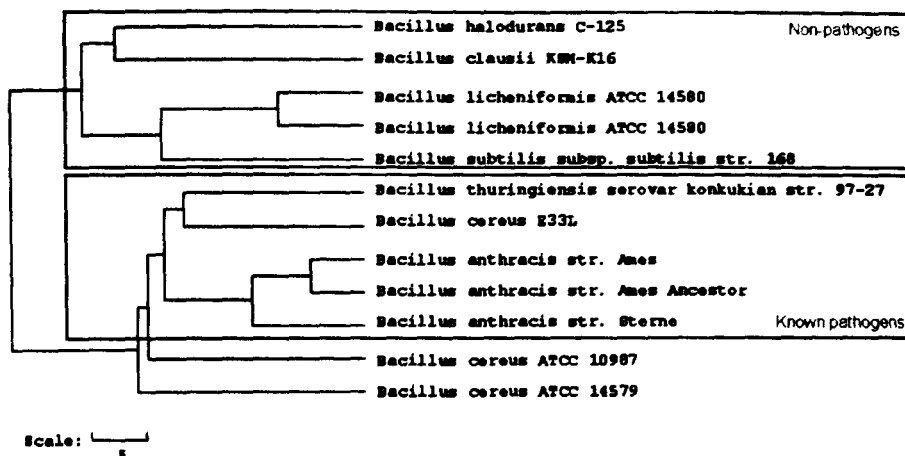 Bacillus halodurans C-125 Non-pathogens
Bacillus clausii KSM-K16
Bacillus licheniformis ATCC 14580
Bacillus licheniformis ATCC 14580
Bacillus subtilis subsp. subtilis str. 168
Bacillus thuringiensis serovar konkukian str. 97-27
Bacillus cereus E33L
Bacillus anthracis str. Ames
Bacillus anthracis str. Ames Ancestor
Bacillus anthracis str. Sterne Known pathogens
Bacillus cereus ATCC 10987
Bacillus cereus ATCC 14579
Scale:
5